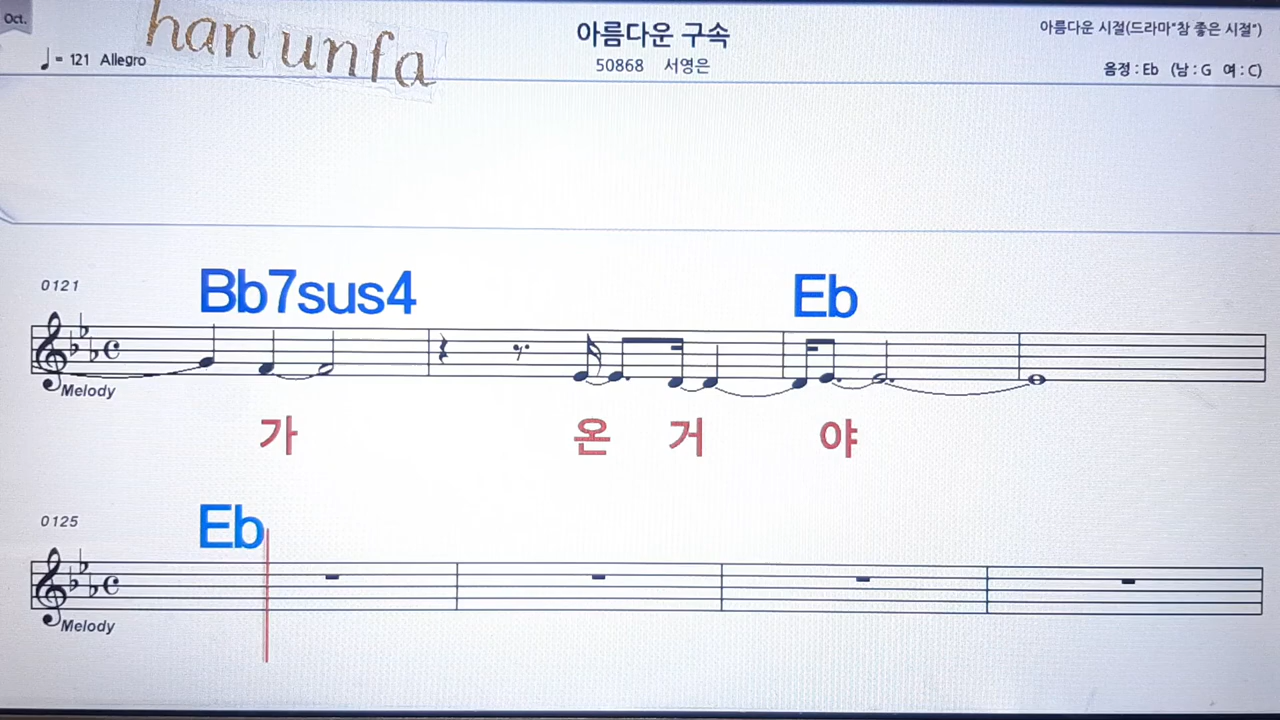 Oct.
han unfa
아름다운 구속
아름다운 시절(드라마"참 좋은 시절")
♩= 121 Allegro
50868 서영은
음정 : Eb (남 : G 여 : C)
0121
Bb7sus4 Eb
Melody
가 온 거 야
0125
Eb
Melody